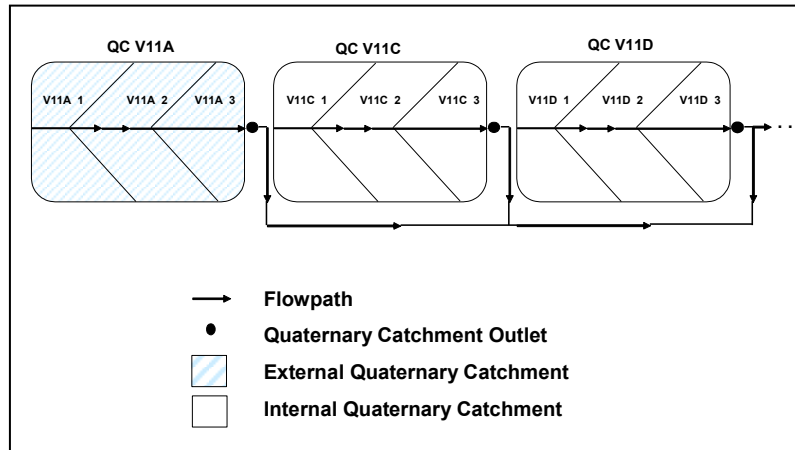 QC V11A QC V11C QC V11D
V11A 1 V11A 2 V11A 3 V11C 1 V11C 2 V11C 3 V11D 1 V11D 2 V11D 3
Flowpath
Quaternary Catchment Outlet
External Quaternary Catchment
Internal Quaternary Catchment